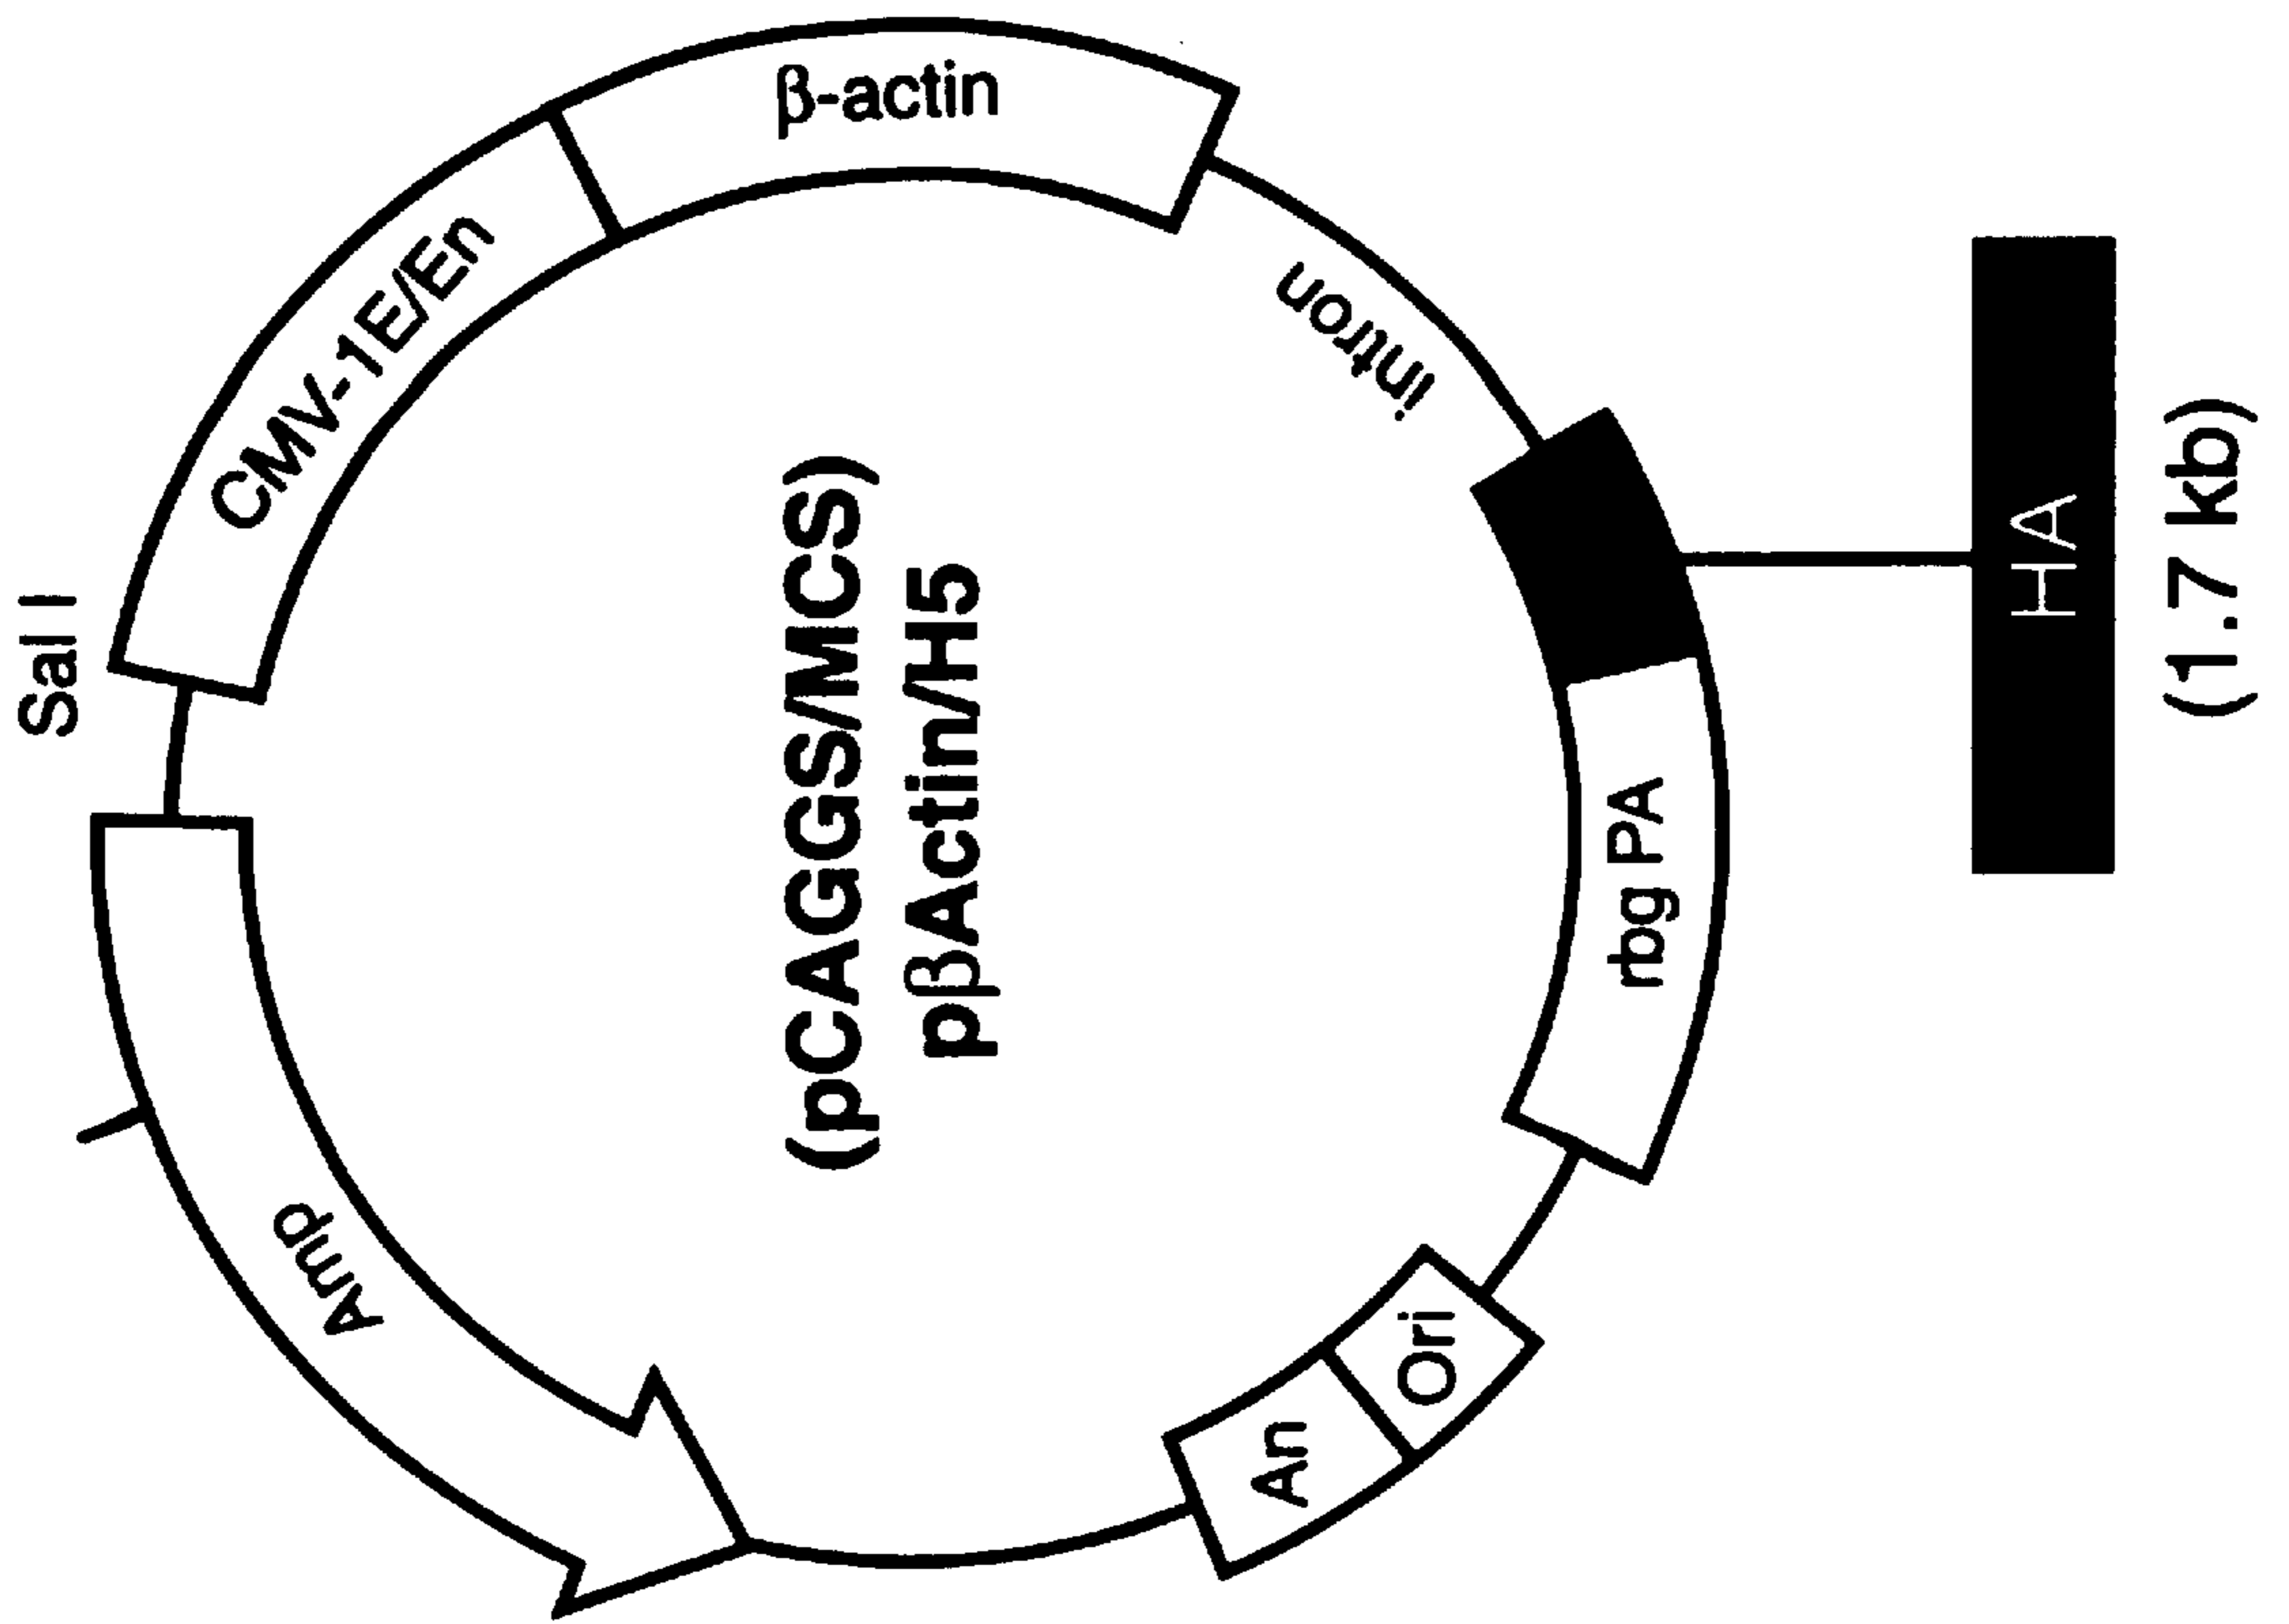 Sal I
CMV-1E/En
β-actin
intron
(pCAGGS/MCS)
pβActin/H5
HA
(1.7 kb)
rbg PA
Ori
An
Amp